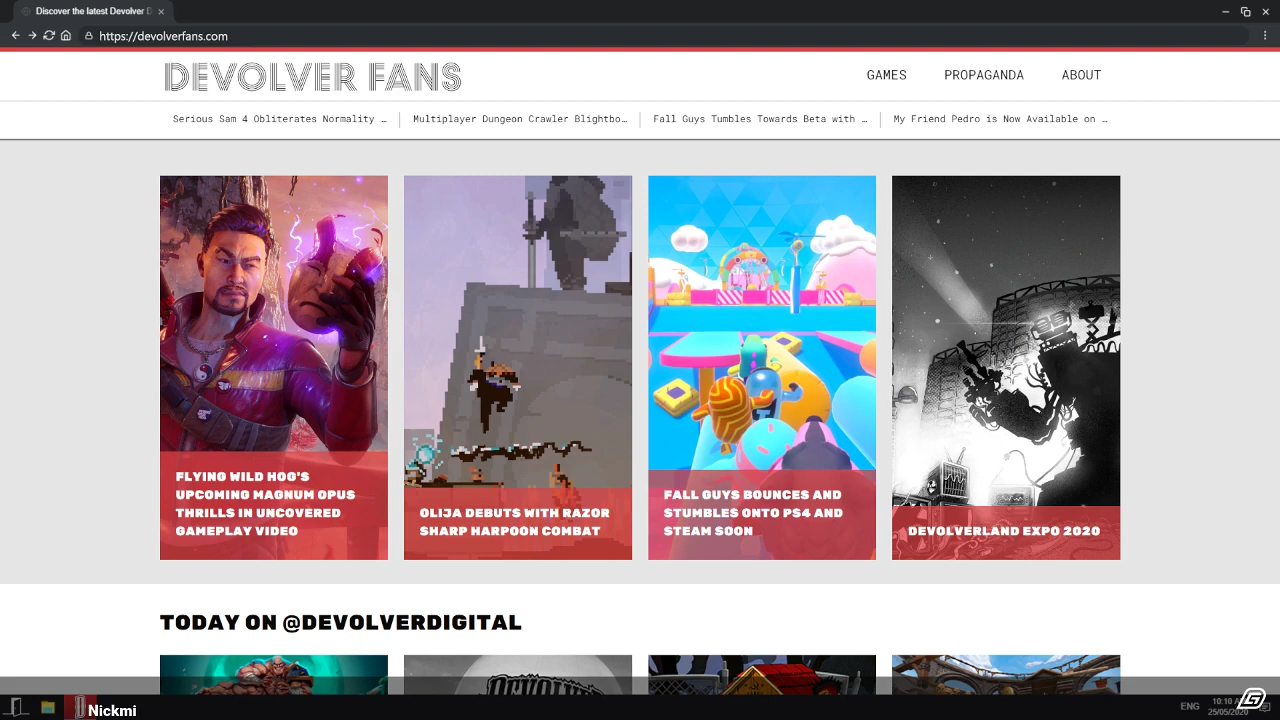 Discover the latest Devolver D
https://devolverfans.com
DEVOLVER FANS
GAMES PROPAGANDA ABOUT
Serious Sam 4 Obliterates Normality … Multiplayer Dungeon Crawler Blightbo… Fall Guys Tumbles Towards Beta with … My Friend Pedro is Now Available on …
FLYING WILD HOG'S
UPCOMING MAGNUM OPUS
THRILLS IN UNCOVERED
GAMEPLAY VIDEO
OLIJA DEBUTS WITH RAZOR
SHARP HARPOON COMBAT
FALL GUYS BOUNCES AND
STUMBLES ONTO PS4 AND
STEAM SOON
DEVOLVERLAND EXPO 2020
TODAY ON @DEVOLVERDIGITAL
DEVOLVER
Nickmi
ENG
10:10
25/05/2020